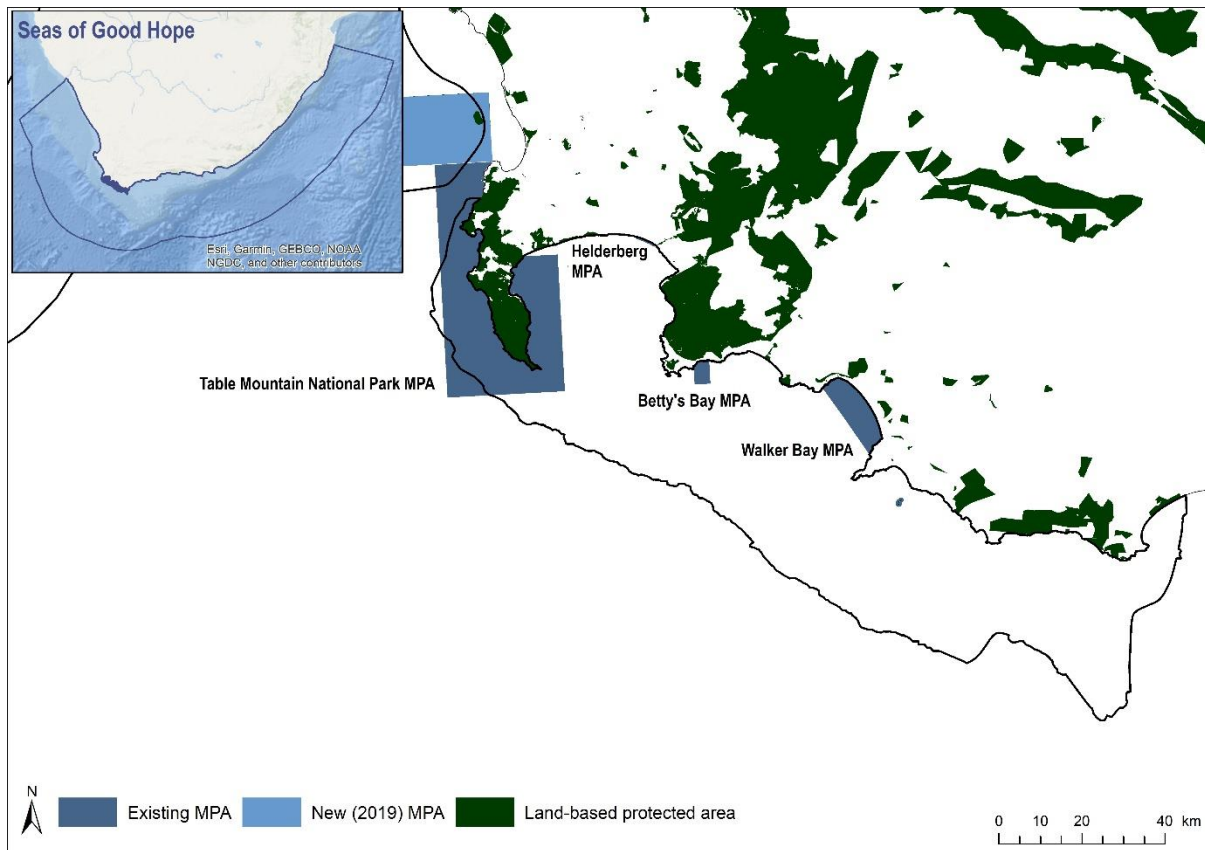 Seas of Good Hope
Esri, Garmin, GEBCO, NOAA
NGDC, and other contributors
Helderberg
MPA
Table Mountain National Park MPA
Betty's Bay MPA
Walker Bay MPA
N
Existing MPA
New (2019) MPA
Land-based protected area
0 10 20 40 km